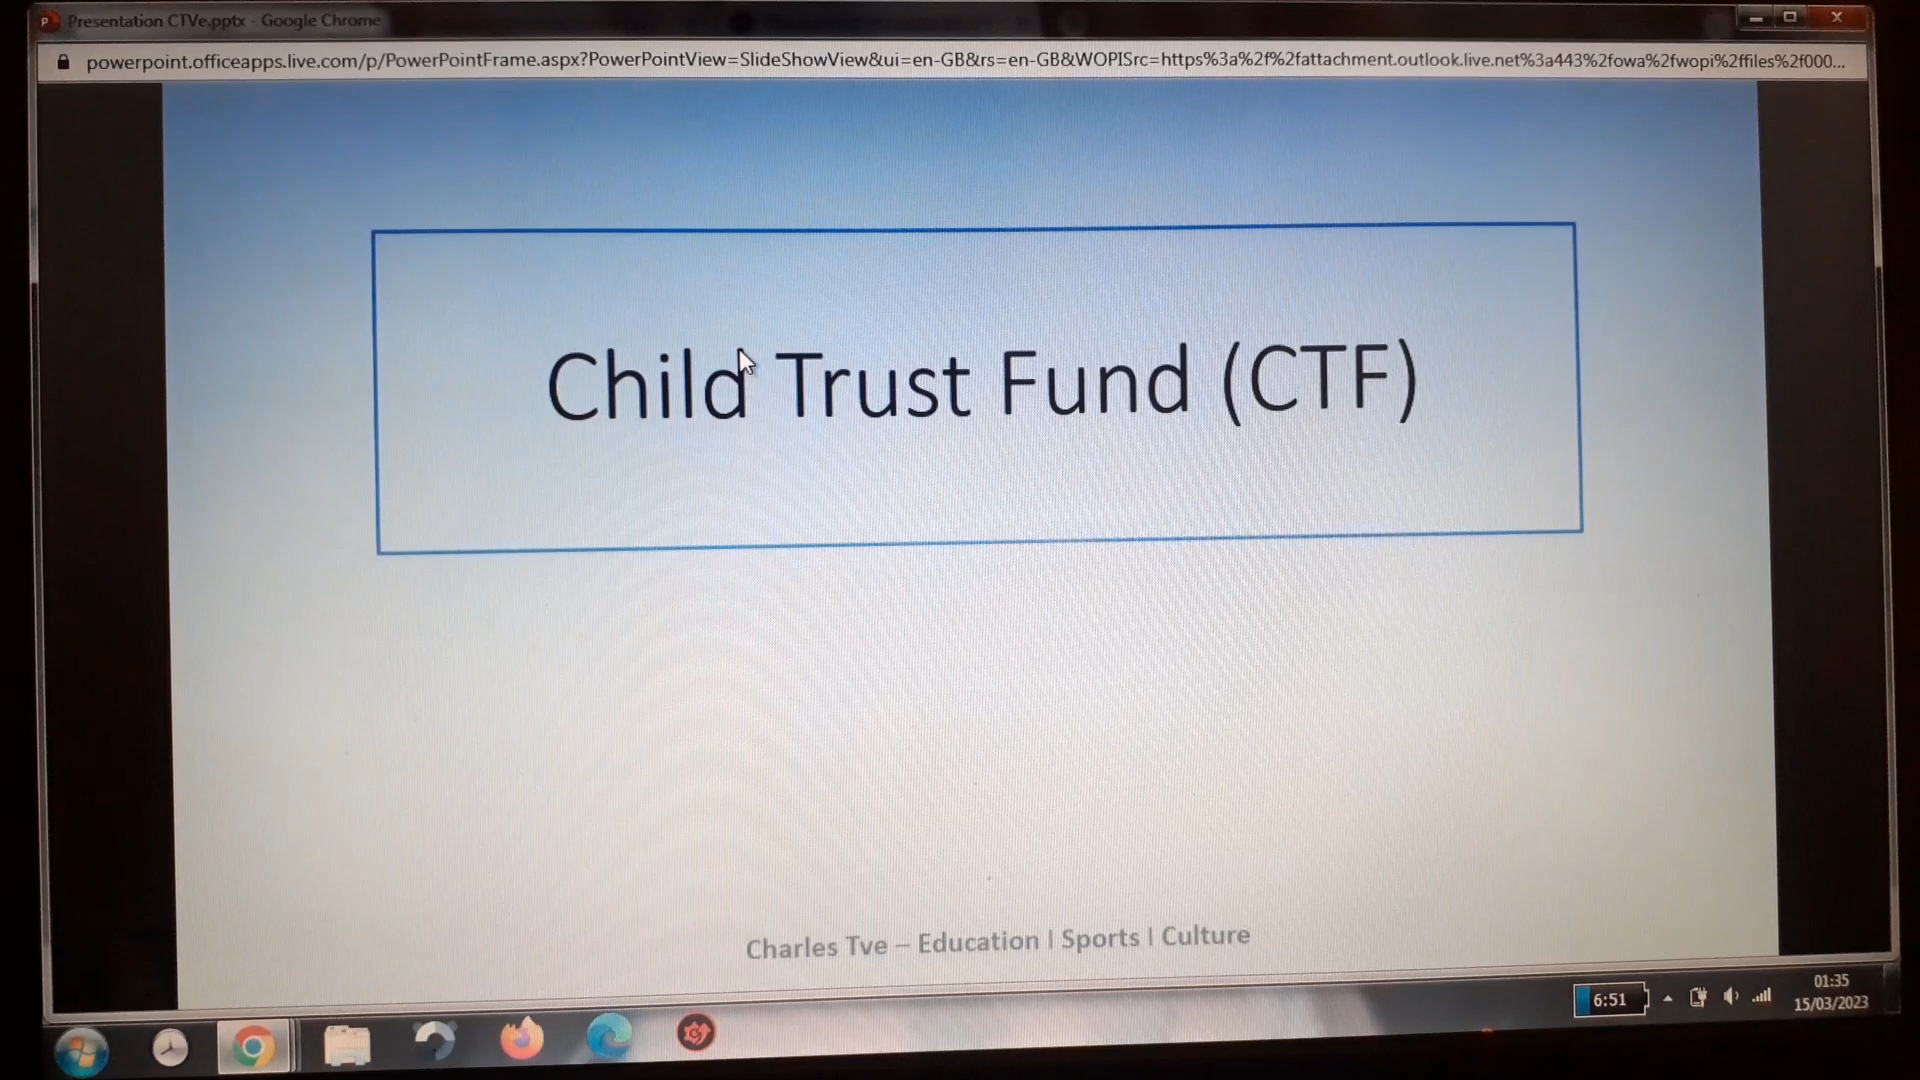 Presentation CTVe.pptx - Google Chrome
powerpoint.officeapps.live.com/p/PowerPointFrame.aspx?PowerPointView=SlideShowView&ui=en-GB&rs=en-GB&WOPISrc=https%3a%2f%2fattachment.outlook.live.net%3a443%2fowa%2fwopi%2ffiles%2f000...
Child Trust Fund (CTF)
Charles Tve – Education I Sports I Culture
6:51
01:35
15/03/2023